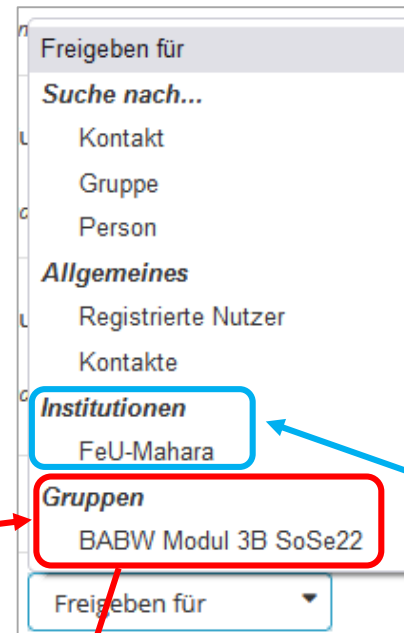 Freigeben für
Suche nach...
Kontakt
Gruppe
Person
Allgemeines
Registrierte Nutzer
Kontakte
Institutionen
FeU-Mahara
Gruppen
BABW Modul 3B SoSe22
Freigeben für